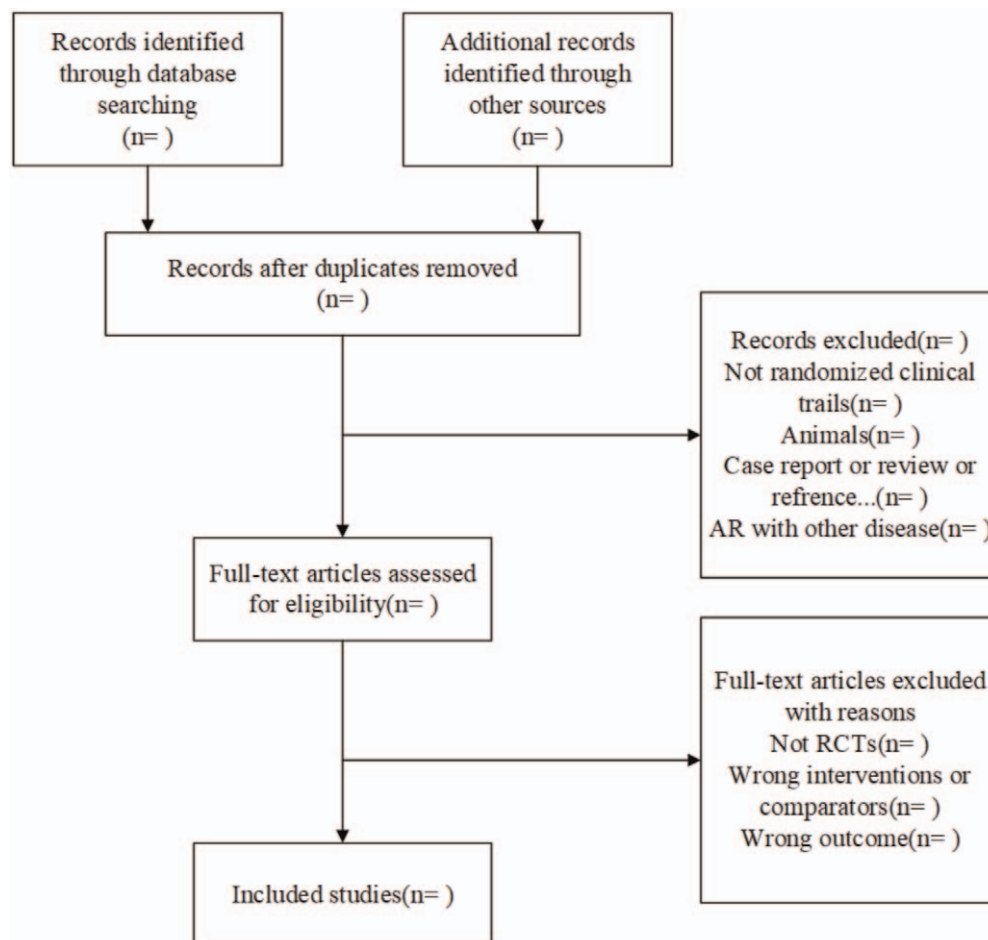 Records identified
through database
searching
(n= )
Additional records
identified through
other sources
(n= )
Records after duplicates removed
(n= )
Records excluded(n= )
Not randomized clinical
trails(n= )
Animals(n= )
Case report or review or
refrence...(n= )
AR with other disease(n= )
Full-text articles assessed
for eligibility(n= )
Full-text articles excluded
with reasons
Not RCTs(n= )
Wrong interventions or
comparators(n= )
Wrong outcome(n= )
Included studies(n= )